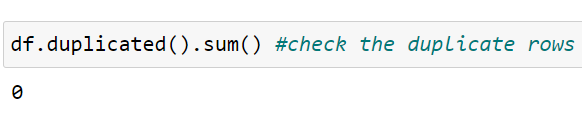 df.duplicated().sum() #check the duplicate rows
0